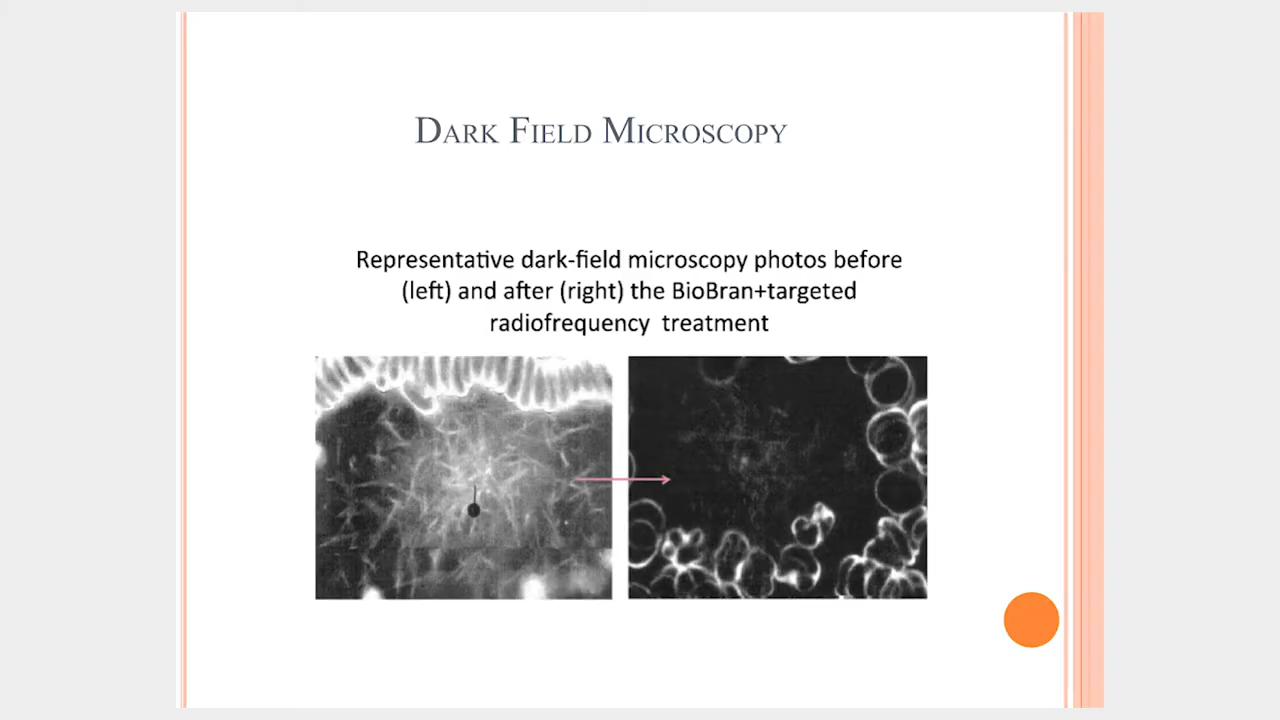 DARK FIELD MICROSCOPY
Representative dark-field microscopy photos before
(left) and after (right) the BioBran+targeted
radiofrequency treatment